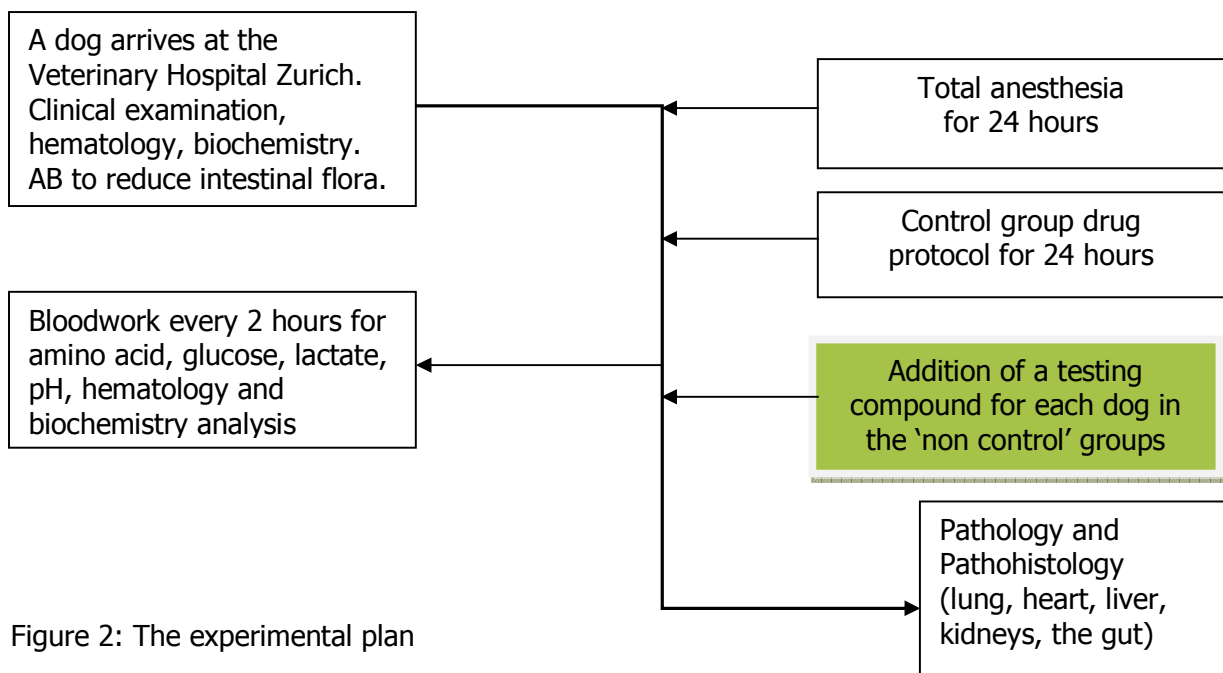 A dog arrives at the
Veterinary Hospital Zurich.
Clinical examination,
hematology, biochemistry.
AB to reduce intestinal flora.
Total anesthesia
for 24 hours
Control group drug
protocol for 24 hours
Bloodwork every 2 hours for
amino acid, glucose, lactate,
pH, hematology and
biochemistry analysis
Addition of a testing
compound for each dog in
the ‘non control’ groups
Pathology and
Pathohistology
(lung, heart, liver,
kidneys, the gut)
Figure 2: The experimental plan